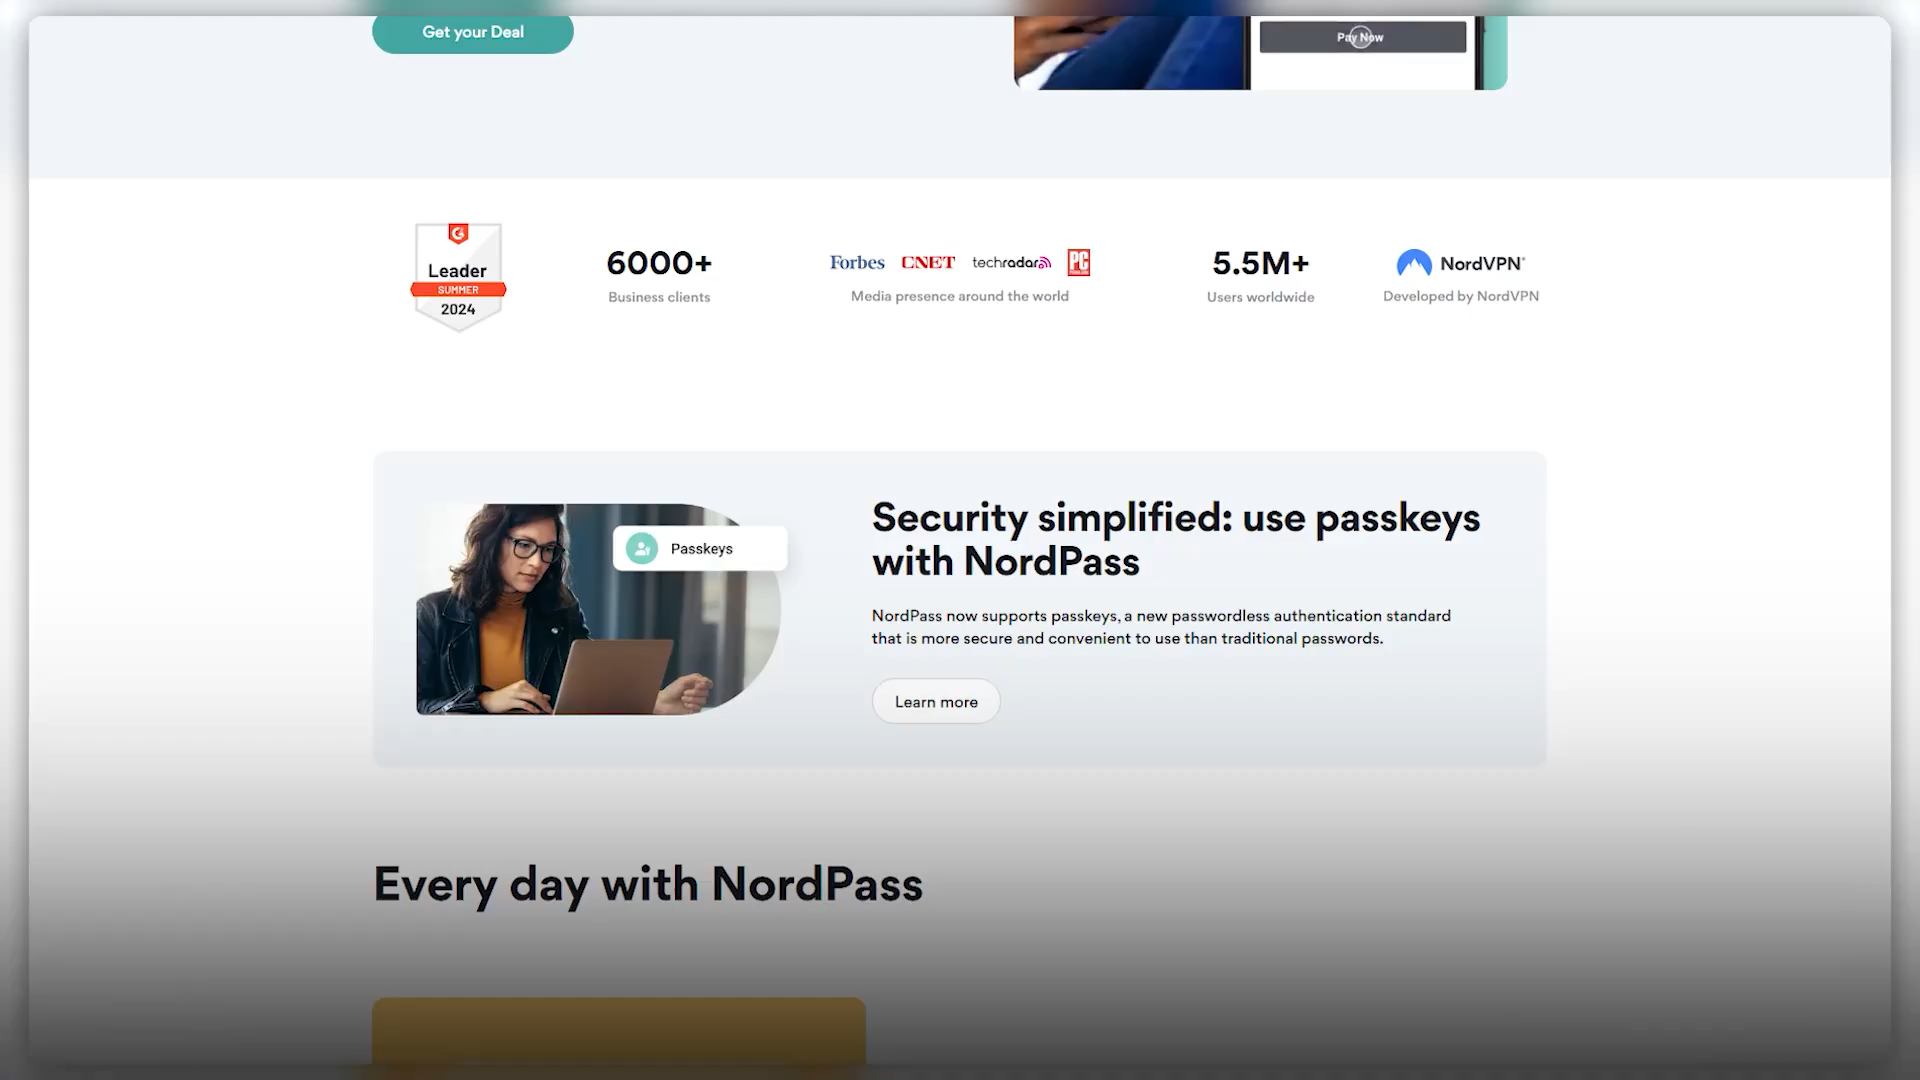 Get your Deal
Pay Now
Leader
SUMMER
2024
6000+
Business clients
Forbes CNET techradar PC
Media presence around the world
5.5M+
Users worldwide
NordVPN
Developed by NordVPN
Passkeys
Security simplified: use passkeys
with NordPass
NordPass now supports passkeys, a new passwordless authentication standard
that is more secure and convenient to use than traditional passwords.
Learn more
Every day with NordPass